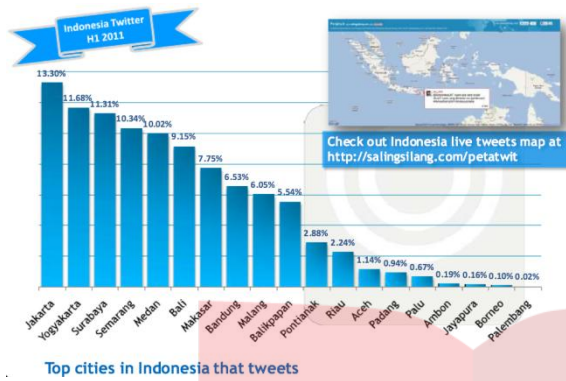 Indonesia Twitter
H1 2011
Check out Indonesia live tweets map at
http://salingsilang.com/petatwit
13.30%
11.68%
11.31%
10.34%
10.02%
9.15%
7.75%
6.53%
6.05%
5.54%
2.88%
2.24%
1.14%
0.94%
0.67%
0.19%
0.16%
0.10%
0.02%
Jakarta
Yogyakarta
Surabaya
Semarang
Medan
Bali
Makasar
Bandung
Malang
Balikpapan
Pontianak
Riau
Aceh
Padang
Palu
Ambon
Jayapura
Borneo
Palembang
Top cities in Indonesia that tweets